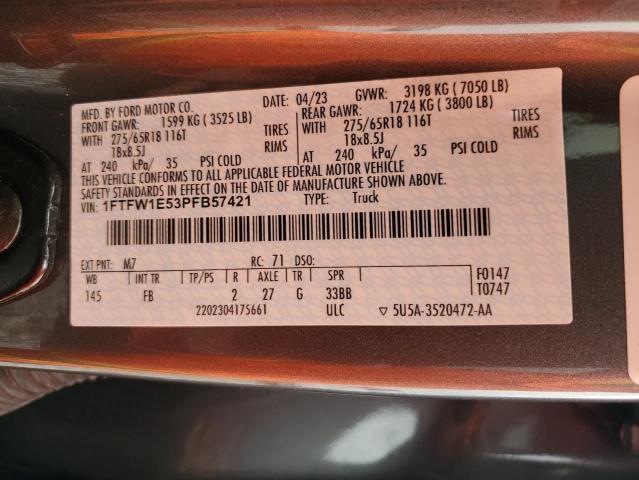 MFD. BY FORD MOTOR CO. DATE: 04/23 GVWR: 3198 KG ( 7050 LB)
FRONT GAWR: 1599 KG ( 3525 LB) REAR GAWR: 1724 KG ( 3800 LB)
WITH 275/65R18 116T TIRES WITH 275/65R18 116T TIRES
18x8.5J RIMS 18x8.5J RIMS
AT 240 kPa/ 35 PSI COLD AT 240 kPa/ 35 PSI COLD
THIS VEHICLE CONFORMS TO ALL APPLICABLE FEDERAL MOTOR VEHICLE
SAFETY STANDARDS IN EFFECT ON THE DATE OF MANUFACTURE SHOWN ABOVE.
VIN: 1FTFW1E53PFB57421 TYPE: Truck
EXT PNT: M7 RC: 71 DSO: F0147
WB INT TR TP/PS R AXLE TR SPR T0747
145 FB 2 27 G 33BB
2202304175661 ULC ▽ 5U5A-3520472-AA